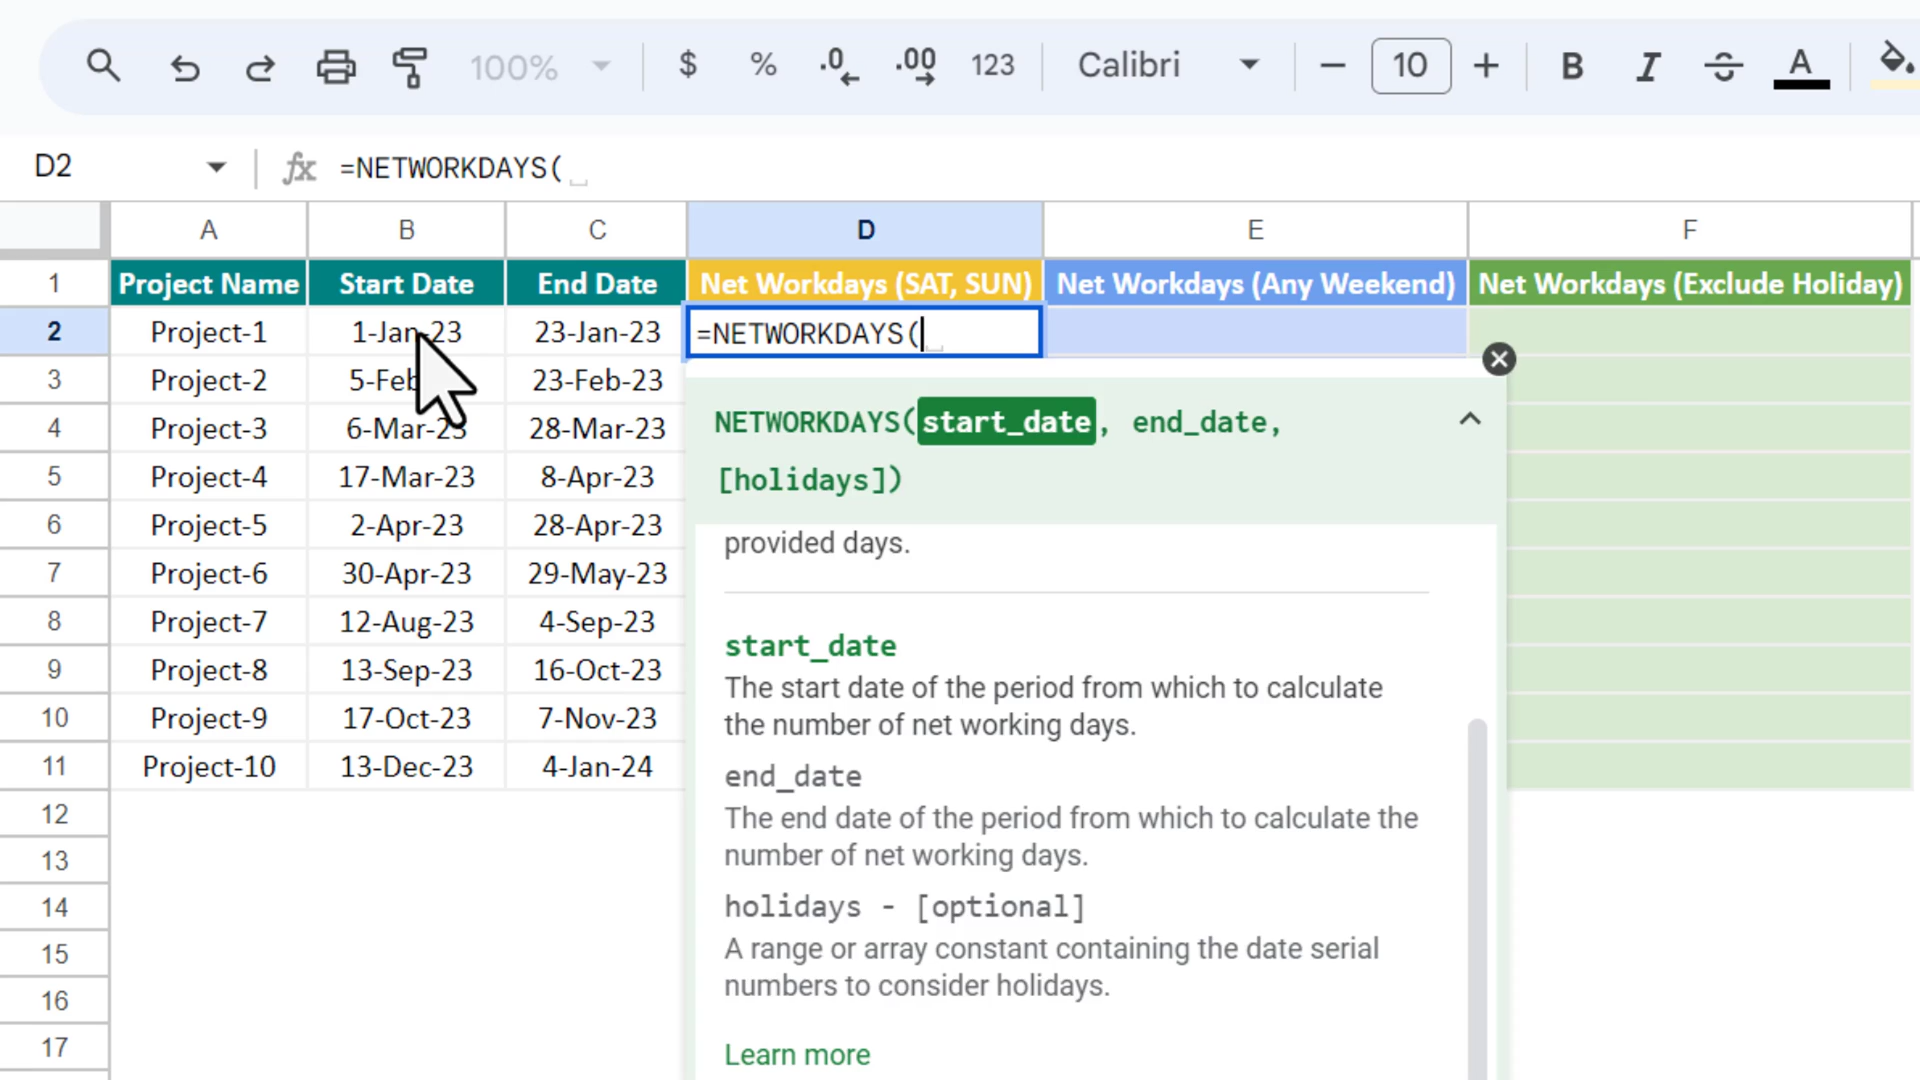 100% $ % .0 .00 123 Calibri 10 B I S A
D2 fx =NETWORKDAYS(
A B C D E F
1 Project Name Start Date End Date Net Workdays (SAT, SUN) Net Workdays (Any Weekend) Net Workdays (Exclude Holiday)
2 Project-1 1-Jan-23 23-Jan-23 =NETWORKDAYS(
3 Project-2 5-Feb 23-Feb-23
4 Project-3 6-Mar-23 28-Mar-23
5 Project-4 17-Mar-23 8-Apr-23
6 Project-5 2-Apr-23 28-Apr-23
7 Project-6 30-Apr-23 29-May-23
8 Project-7 12-Aug-23 4-Sep-23
9 Project-8 13-Sep-23 16-Oct-23
10 Project-9 17-Oct-23 7-Nov-23
11 Project-10 13-Dec-23 4-Jan-24
12
13
14
15
16
17
NETWORKDAYS(start_date, end_date,
[holidays])
provided days.
start_date
The start date of the period from which to calculate
the number of net working days.
end_date
The end date of the period from which to calculate the
number of net working days.
holidays - [optional]
A range or array constant containing the date serial
numbers to consider holidays.
Learn more